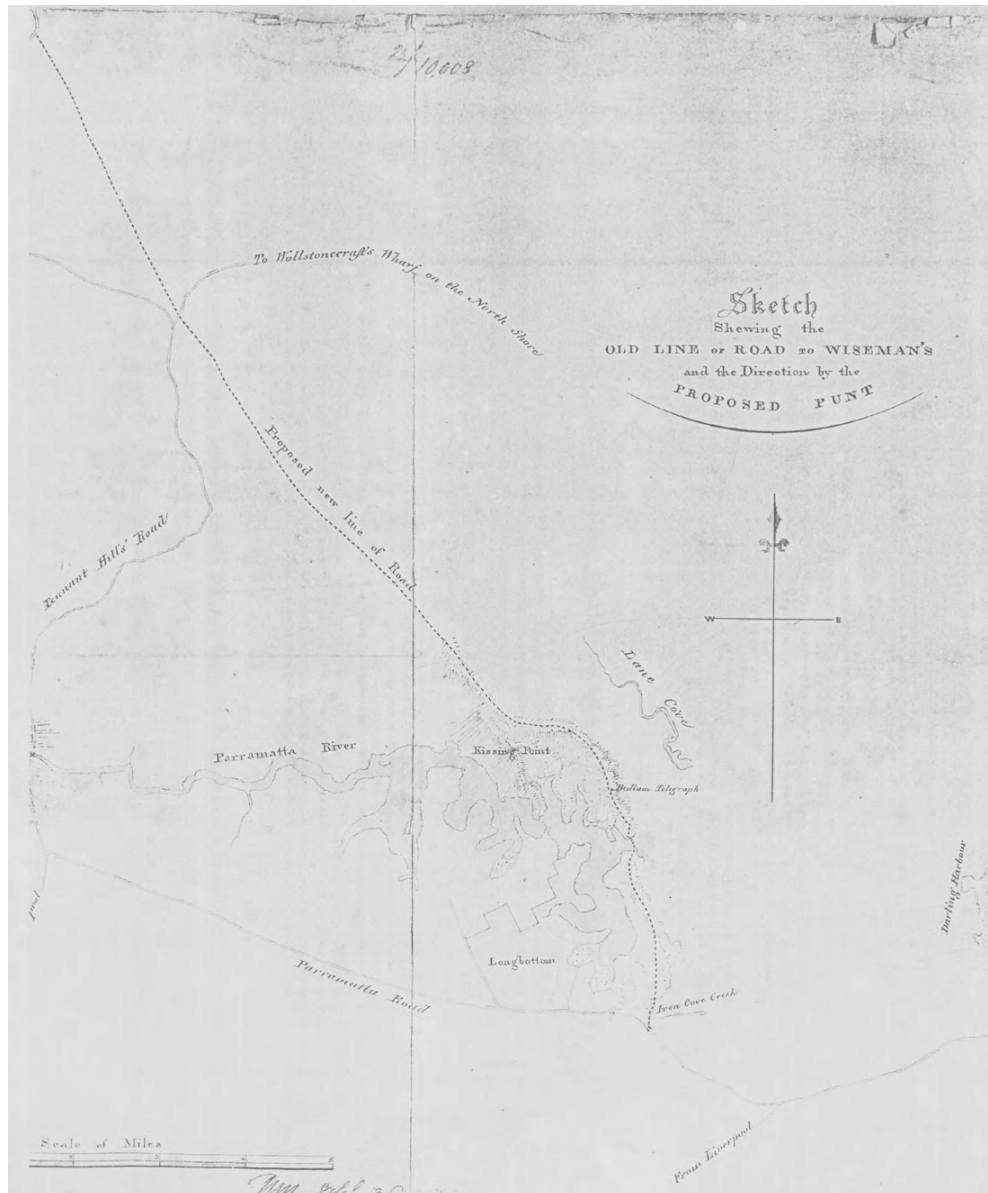 10,008
To Wollstonecraft's Wharf on the North Shore
Sketch
Shewing the
OLD LINE OF ROAD TO WISEMAN'S
and the Direction by the
PROPOSED PUNT
Proposed new line of Road
Pennant Hills' Road
W E
Lane Cove
Parramatta River
Kissing Point
Bedlam Telegraph
Darling Harbour
pool
Longbottom
Parramatta Road
Iron Cove Creek
From Liverpool
Scale of Miles